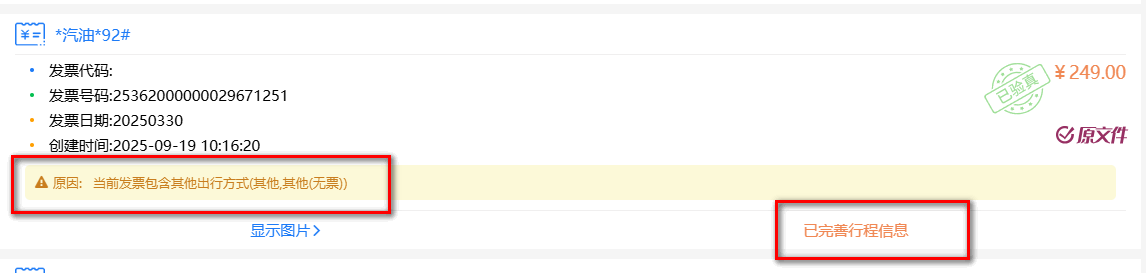 *汽油*92#
发票代码:
¥249.00
已验真
发票号码:25362000000029671251
发票日期:20250330
原文件
创建时间:2025-09-19 10:16:20
原因: 当前发票包含其他出行方式(其他,其他(无票))
显示图片>
已完善行程信息